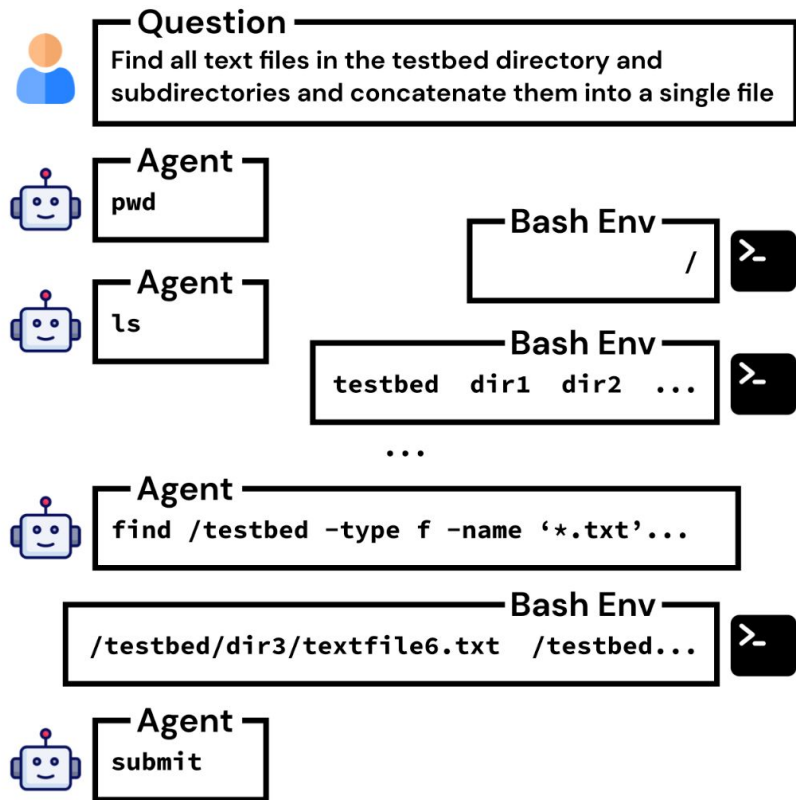 Question
Find all text files in the testbed directory and
subdirectories and concatenate them into a single file
Agent
pwd
Bash Env
/
Agent
ls
Bash Env
testbed dir1 dir2 ...
...
Agent
find /testbed -type f -name ‘*.txt’...
Bash Env
/testbed/dir3/textfile6.txt /testbed...
Agent
submit